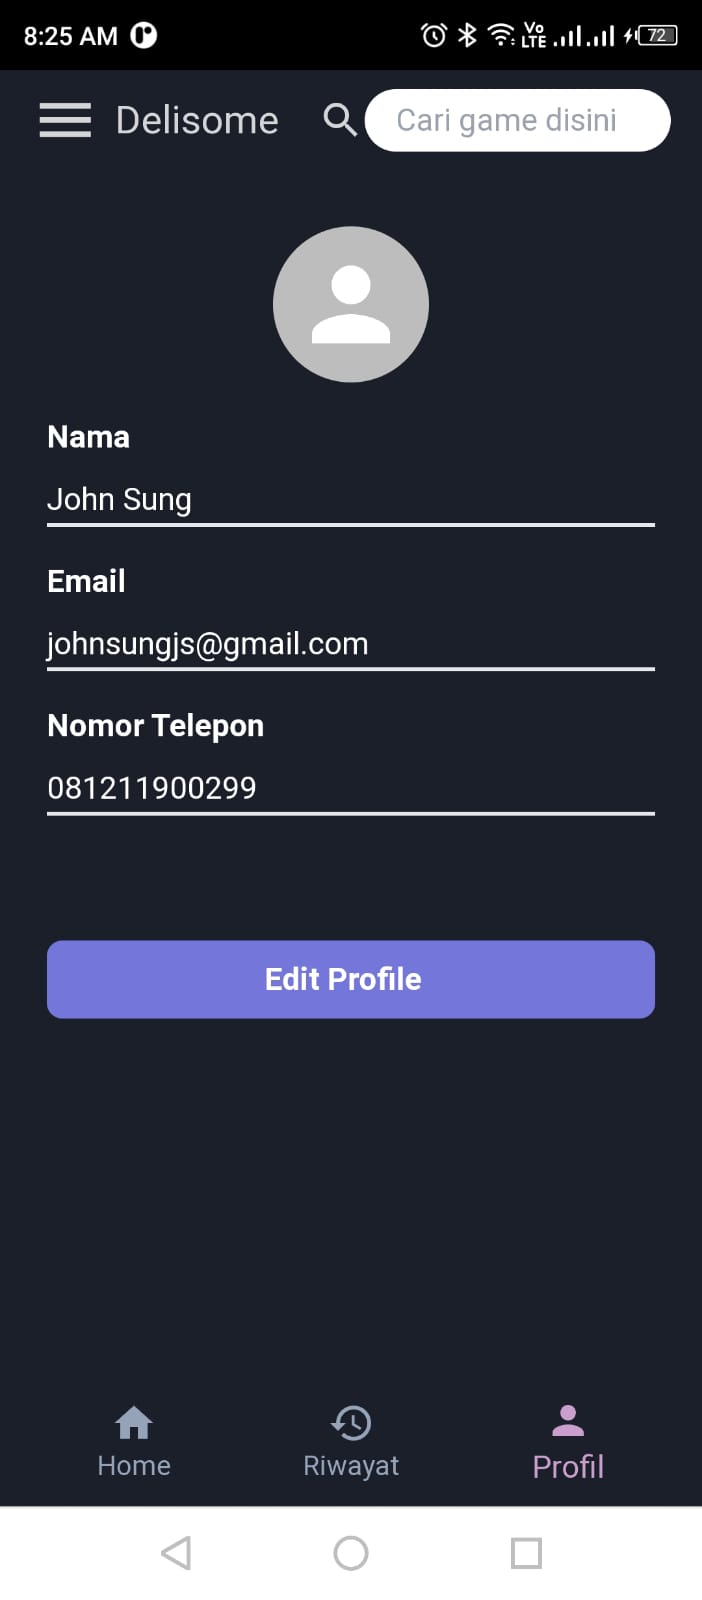 8:25 AM
Vo LTE
72
Delisome
Cari game disini
Nama
John Sung
Email
johnsungjs@gmail.com
Nomor Telepon
081211900299
Edit Profile
Home
Riwayat
Profil